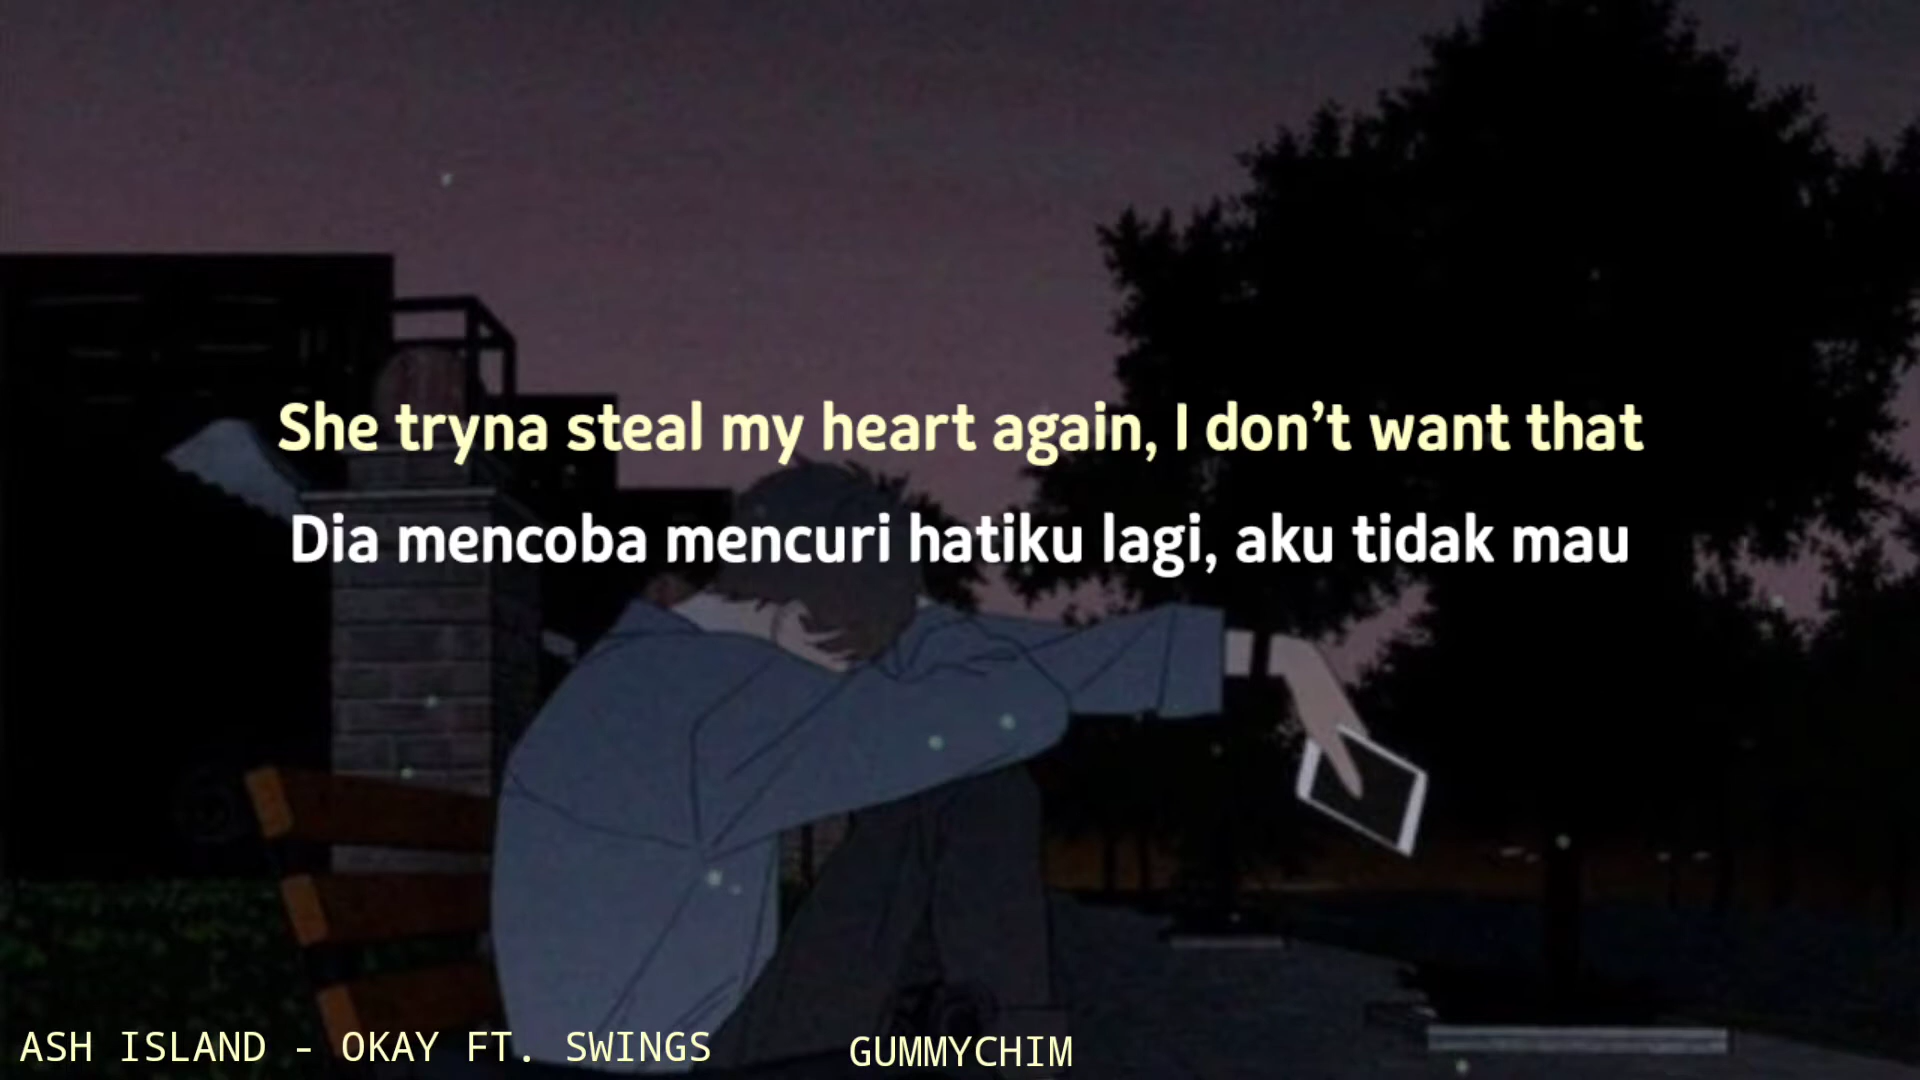 She tryna steal my heart again, I don’t want that
Dia mencoba mencuri hatiku lagi, aku tidak mau
ASH ISLAND - OKAY FT. SWINGS
GUMMYCHIM